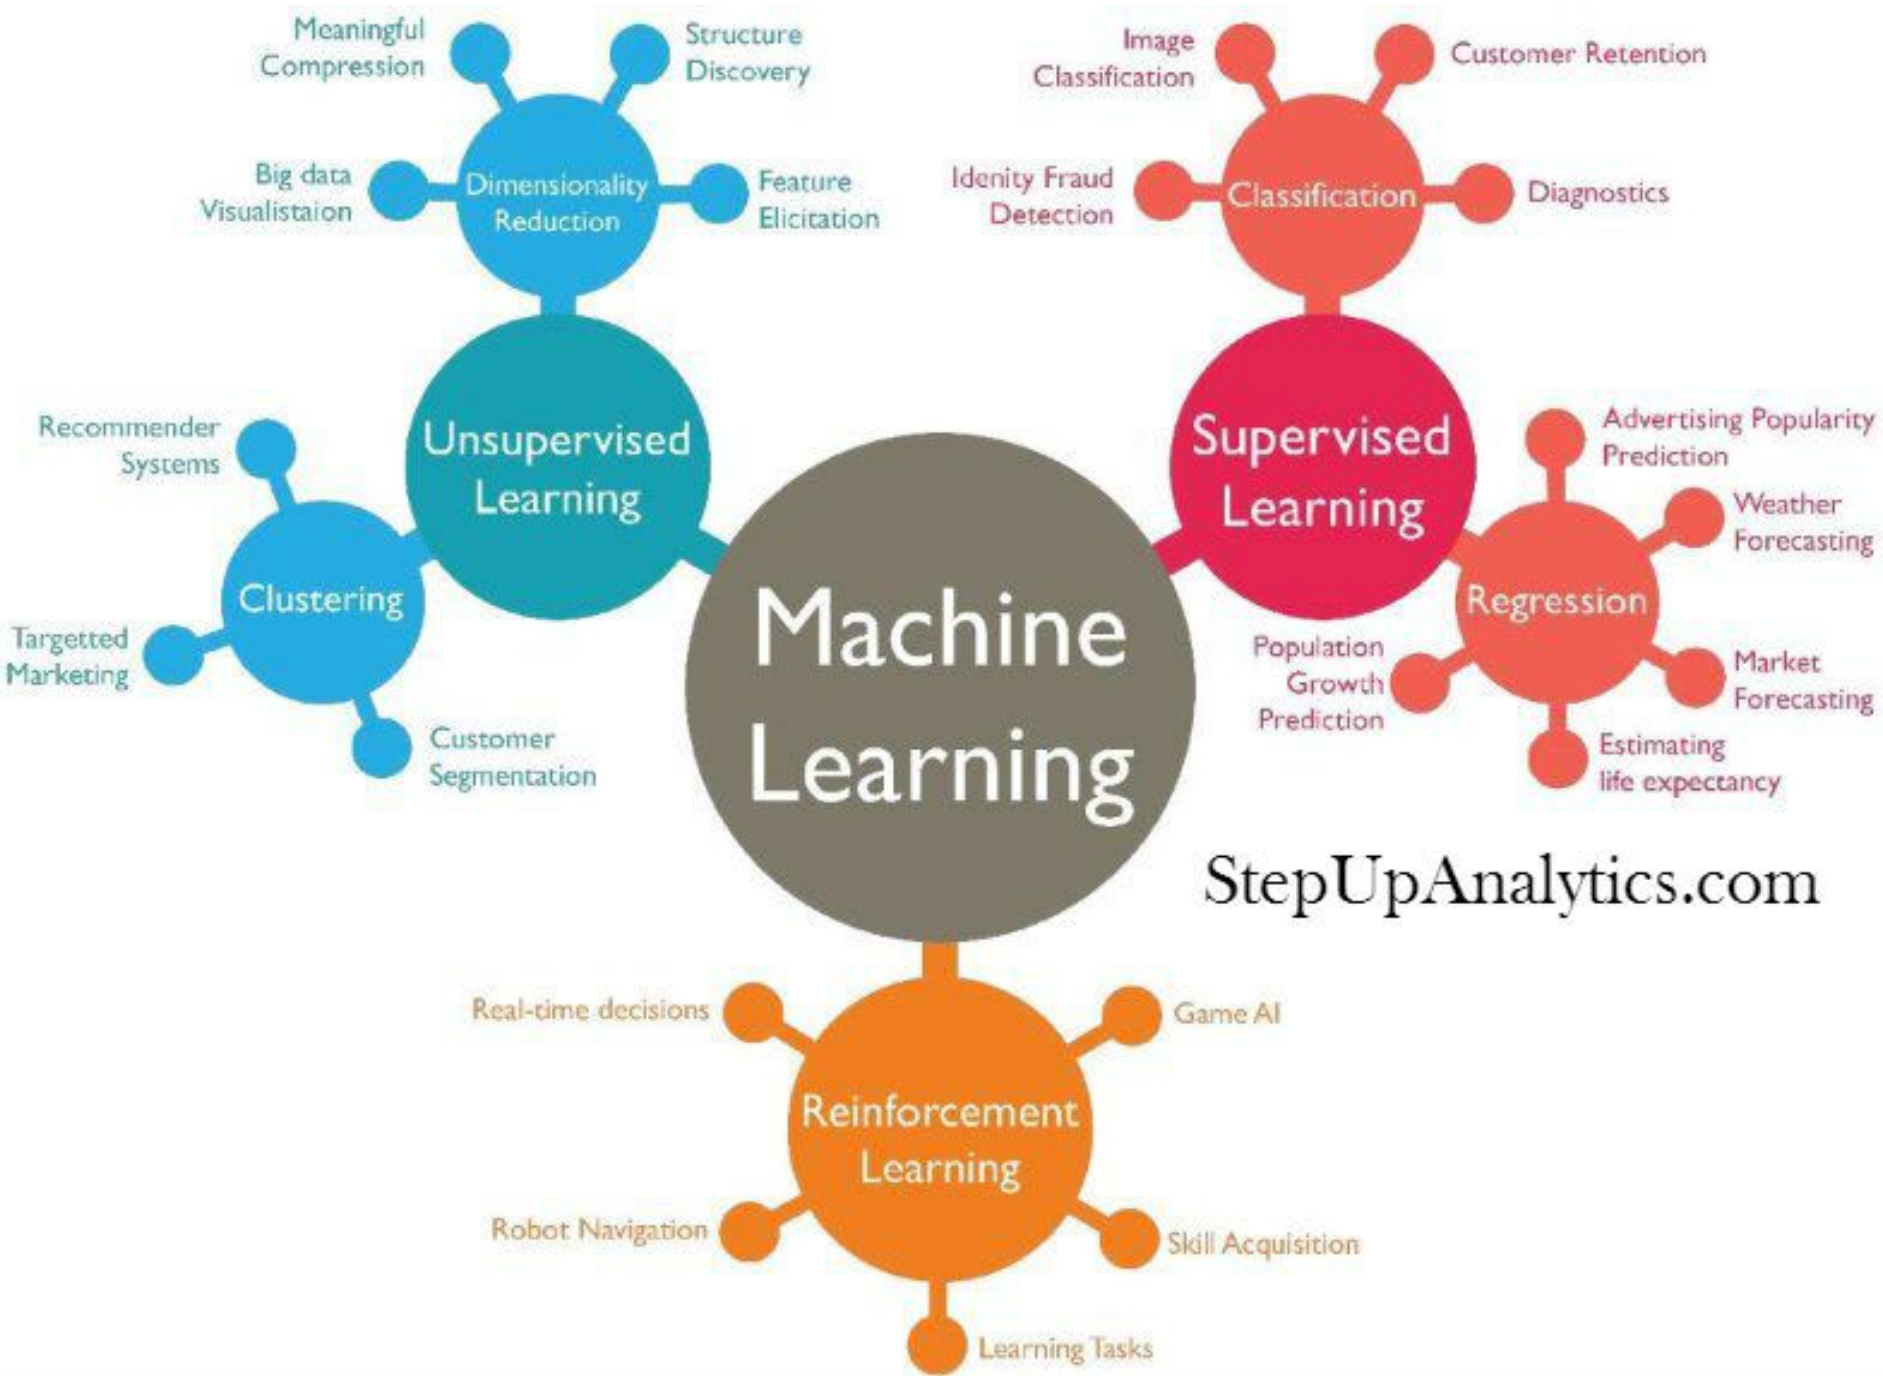 Meaningful
Compression
Structure
Discovery
Big data
Visualistaion
Dimensionality
Reduction
Feature
Elicitation
Image
Classification
Customer Retention
Idenity Fraud
Detection
Classification
Diagnostics
Unsupervised
Learning
Recommender
Systems
Clustering
Targetted
Marketing
Customer
Segmentation
Machine
Learning
Supervised
Learning
Advertising Popularity
Prediction
Weather
Forecasting
Regression
Population
Growth
Prediction
Market
Forecasting
Estimating
life expectancy
StepUpAnalytics.com
Real-time decisions
Game AI
Reinforcement
Learning
Robot Navigation
Skill Acquisition
Learning Tasks